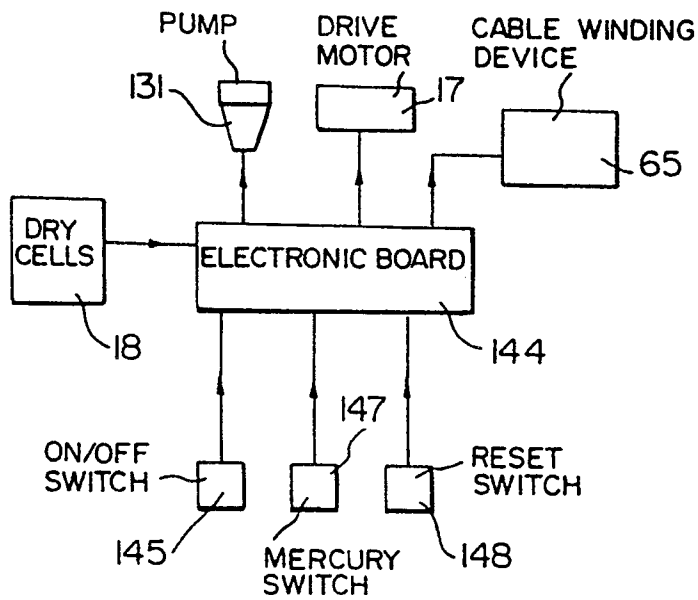 PUMP
131
DRIVE
MOTOR
17
CABLE WINDING
DEVICE
65
DRY
CELLS
18
ELECTRONIC BOARD
144
ON/OFF
SWITCH
145
147
MERCURY
SWITCH
RESET
SWITCH
148